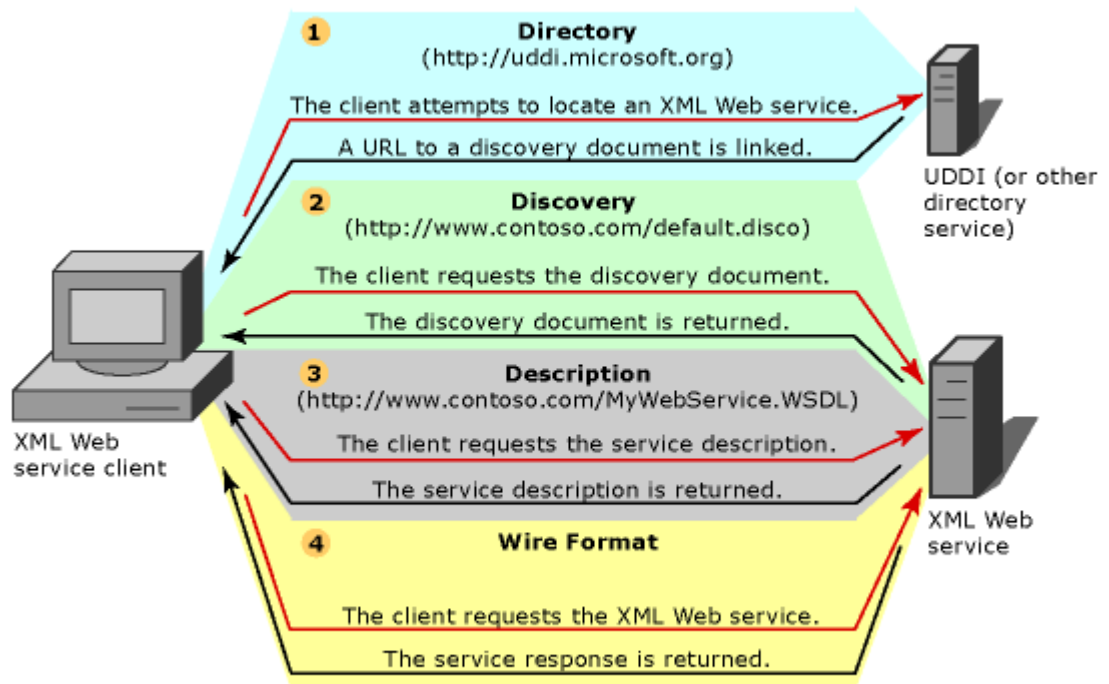 1
Directory
(http://uddi.microsoft.org)
The client attempts to locate an XML Web service.
A URL to a discovery document is linked.
UDDI (or other
directory
service)
2
Discovery
(http://www.contoso.com/default.disco)
The client requests the discovery document.
The discovery document is returned.
3
Description
(http://www.contoso.com/MyWebService.WSDL)
The client requests the service description.
The service description is returned.
XML Web
service client
XML Web
service
4
Wire Format
The client requests the XML Web service.
The service response is returned.